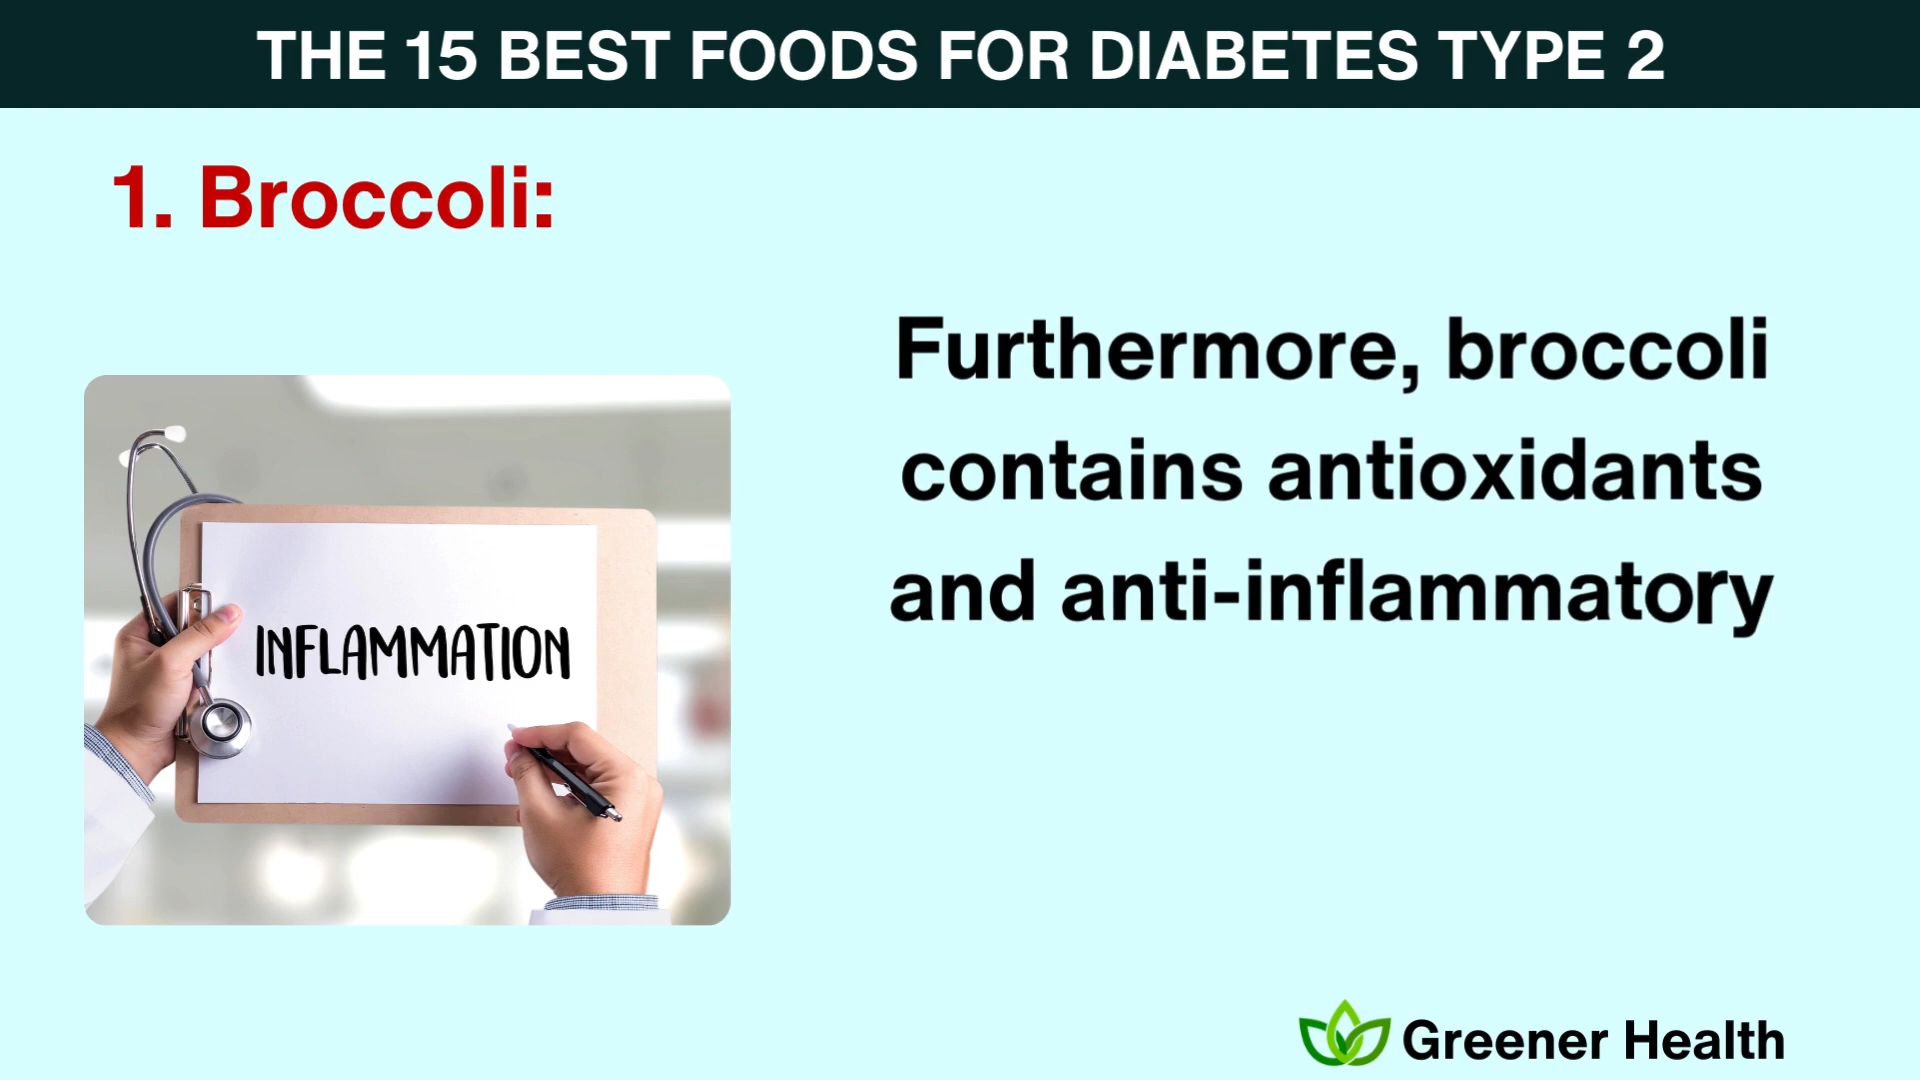 THE 15 BEST FOODS FOR DIABETES TYPE 2
1. Broccoli:
Furthermore, broccoli
contains antioxidants
and anti-inflammatory
INFLAMMATION
Greener Health